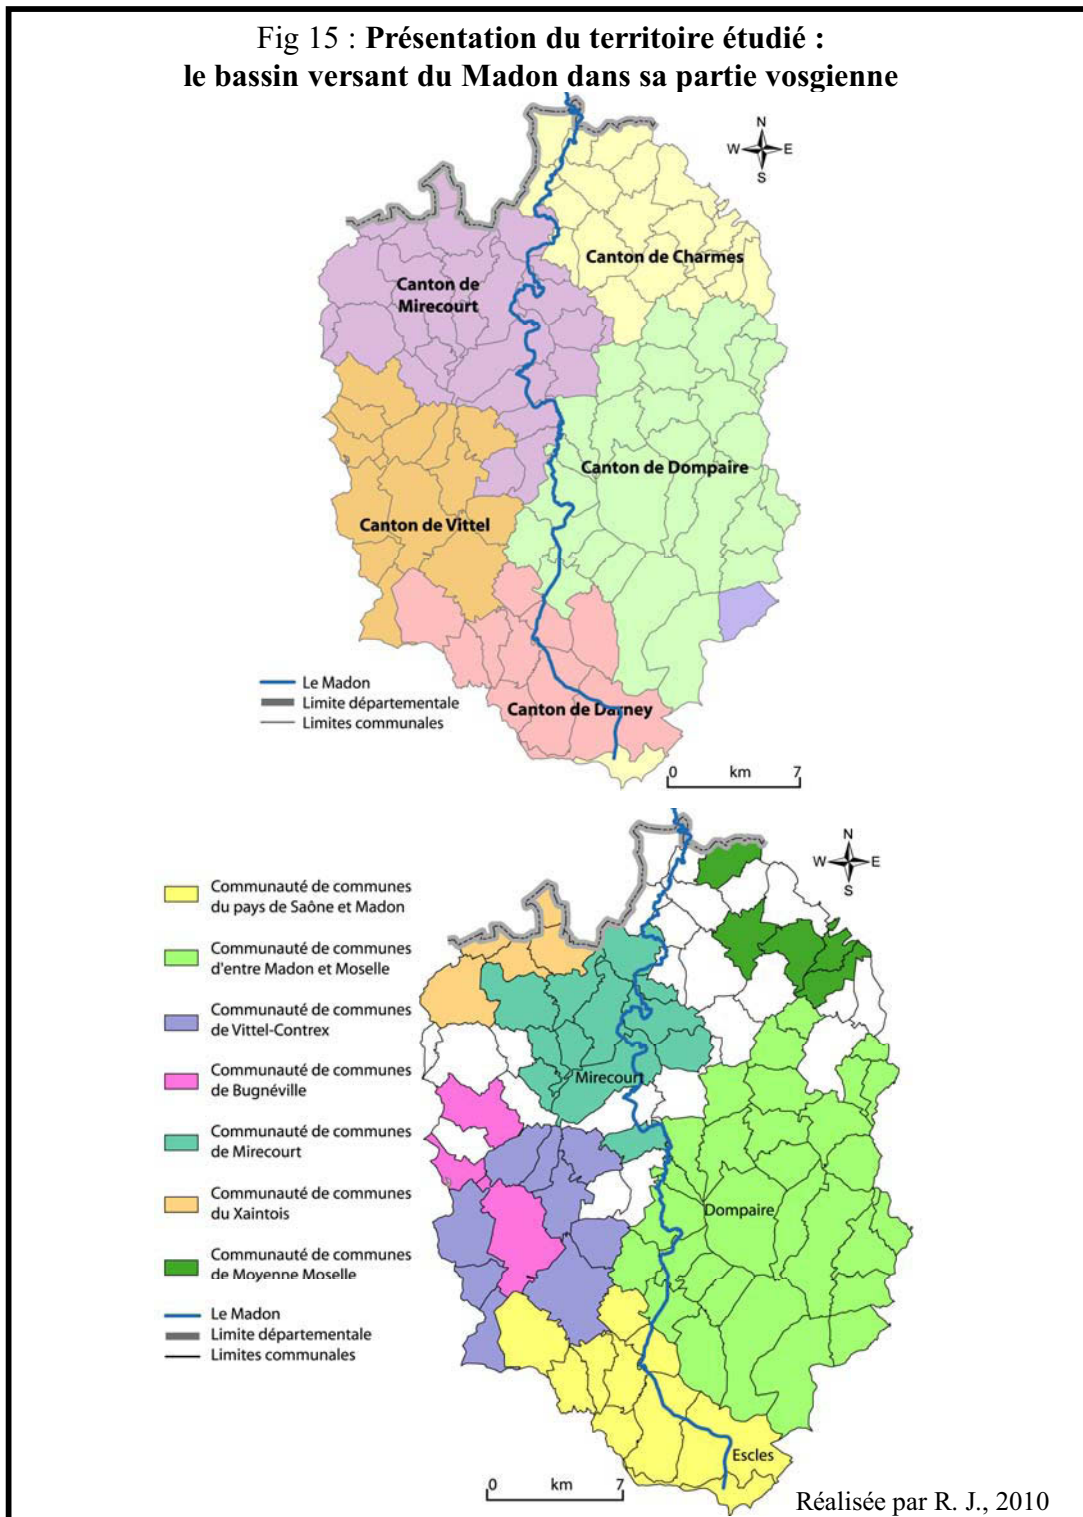 Fig 15 : Présentation du territoire étudié :
le bassin versant du Madon dans sa partie vosgienne
N
W E
S
Canton de Charmes
Canton de
Mirecourt
Canton de Dompaire
Canton de Vittel
Le Madon
Limite départementale
Limites communales
Canton de Darney
0 km 7
N
W E
S
Communauté de communes
du pays de Saône et Madon
Communauté de communes
d'entre Madon et Moselle
Communauté de communes
de Vittel-Contrex
Communauté de communes
de Bugnéville
Communauté de communes
de Mirecourt
Communauté de communes
du Xaintois
Communauté de communes
de Moyenne Moselle
Le Madon
Limite départementale
Limites communales
Mirecourt
Dompaire
Escles
0 km 7
Réalisée par R. J., 2010